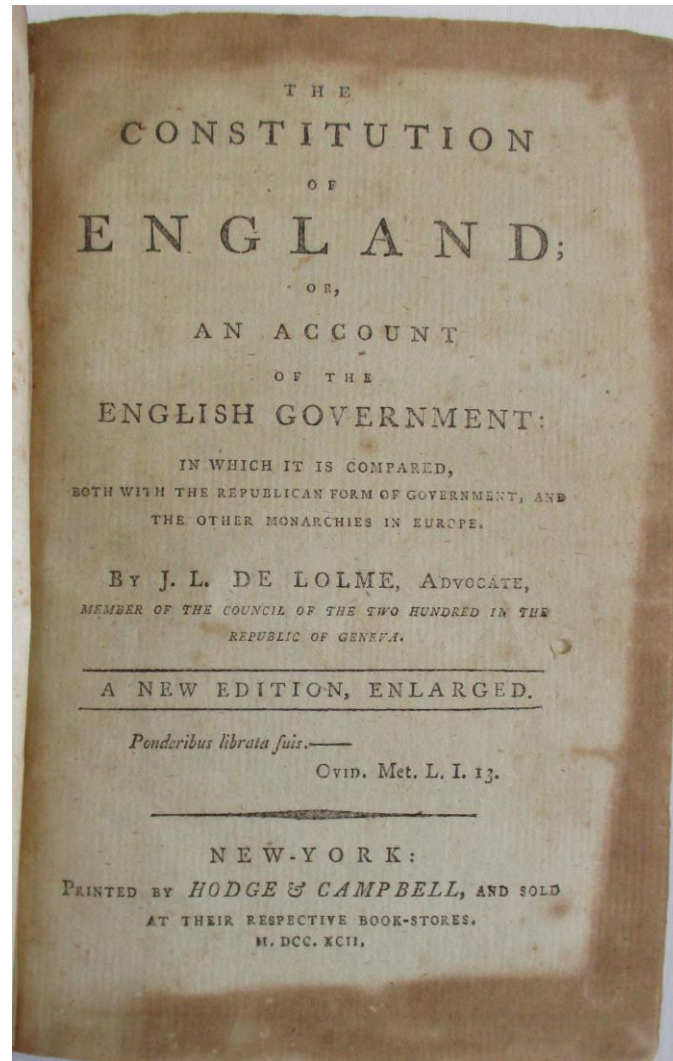 THE
CONSTITUTION
OF
ENGLAND;
OR,
AN ACCOUNT
OF THE
ENGLISH GOVERNMENT:
IN WHICH IT IS COMPARED,
BOTH WITH THE REPUBLICAN FORM OF GOVERNMENT, AND
THE OTHER MONARCHIES IN EUROPE.
BY J. L. DE LOLME, ADVOCATE,
MEMBER OF THE COUNCIL OF THE TWO HUNDRED IN THE
REPUBLIC OF GENEVA.
A NEW EDITION, ENLARGED.
Ponderibus librata ſuis.——
OVID. Met. L. I. 13.
NEW-YORK:
PRINTED BY HODGE & CAMPBELL, AND SOLD
AT THEIR RESPECTIVE BOOK-STORES.
M. DCC. XCII.